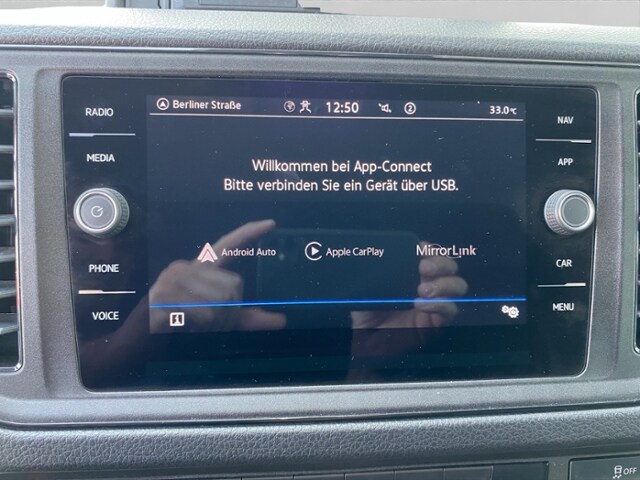 Berliner Straße 12:50 2 33.0°C
RADIO
MEDIA
PHONE
VOICE
Willkommen bei App-Connect
Bitte verbinden Sie ein Gerät über USB.
Android Auto Apple CarPlay MirrorLink
NAV
APP
CAR
MENU
OFF